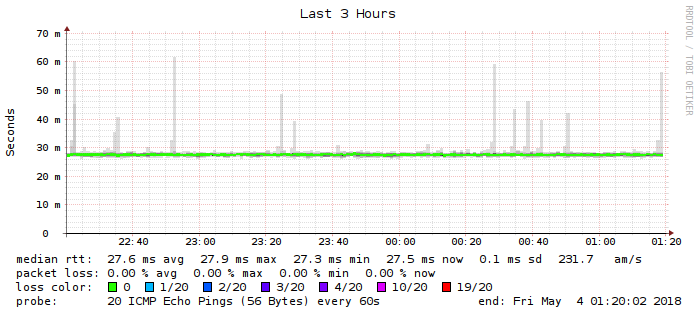 Last 3 Hours
RRDTOOL / TOBI OETIKER
Seconds
70 m
60 m
50 m
40 m
30 m
20 m
10 m
0
22:40 23:00 23:20 23:40 00:00 00:20 00:40 01:00 01:20
median rtt: 27.6 ms avg 27.9 ms max 27.3 ms min 27.5 ms now 0.1 ms sd 231.7 am/s
packet loss: 0.00 % avg 0.00 % max 0.00 % min 0.00 % now
loss color: 0 1/20 2/20 3/20 4/20 10/20 19/20
probe: 20 ICMP Echo Pings (56 Bytes) every 60s end: Fri May 4 01:20:02 2018